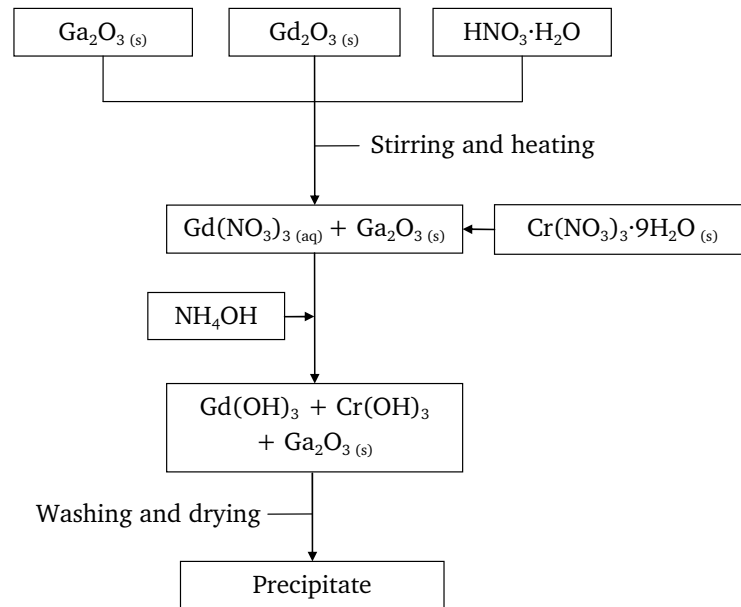 Ga₂O₃ (s)
Gd₂O₃ (s)
HNO₃·H₂O
Stirring and heating
Gd(NO₃)₃ (aq) + Ga₂O₃ (s)
Cr(NO₃)₃·9H₂O (s)
NH₄OH
Gd(OH)₃ + Cr(OH)₃
+ Ga₂O₃ (s)
Washing and drying
Precipitate